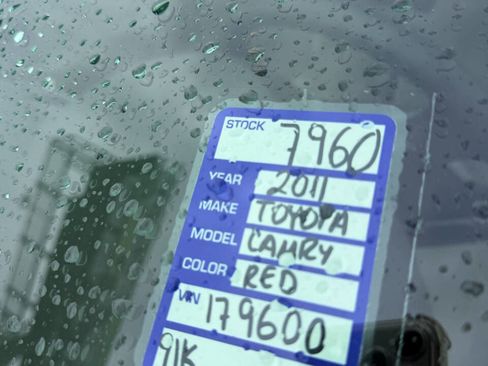 STOCK 7960
YEAR 2011
MAKE TOYOTA
MODEL CAMRY
COLOR RED
VIN 179600
91K